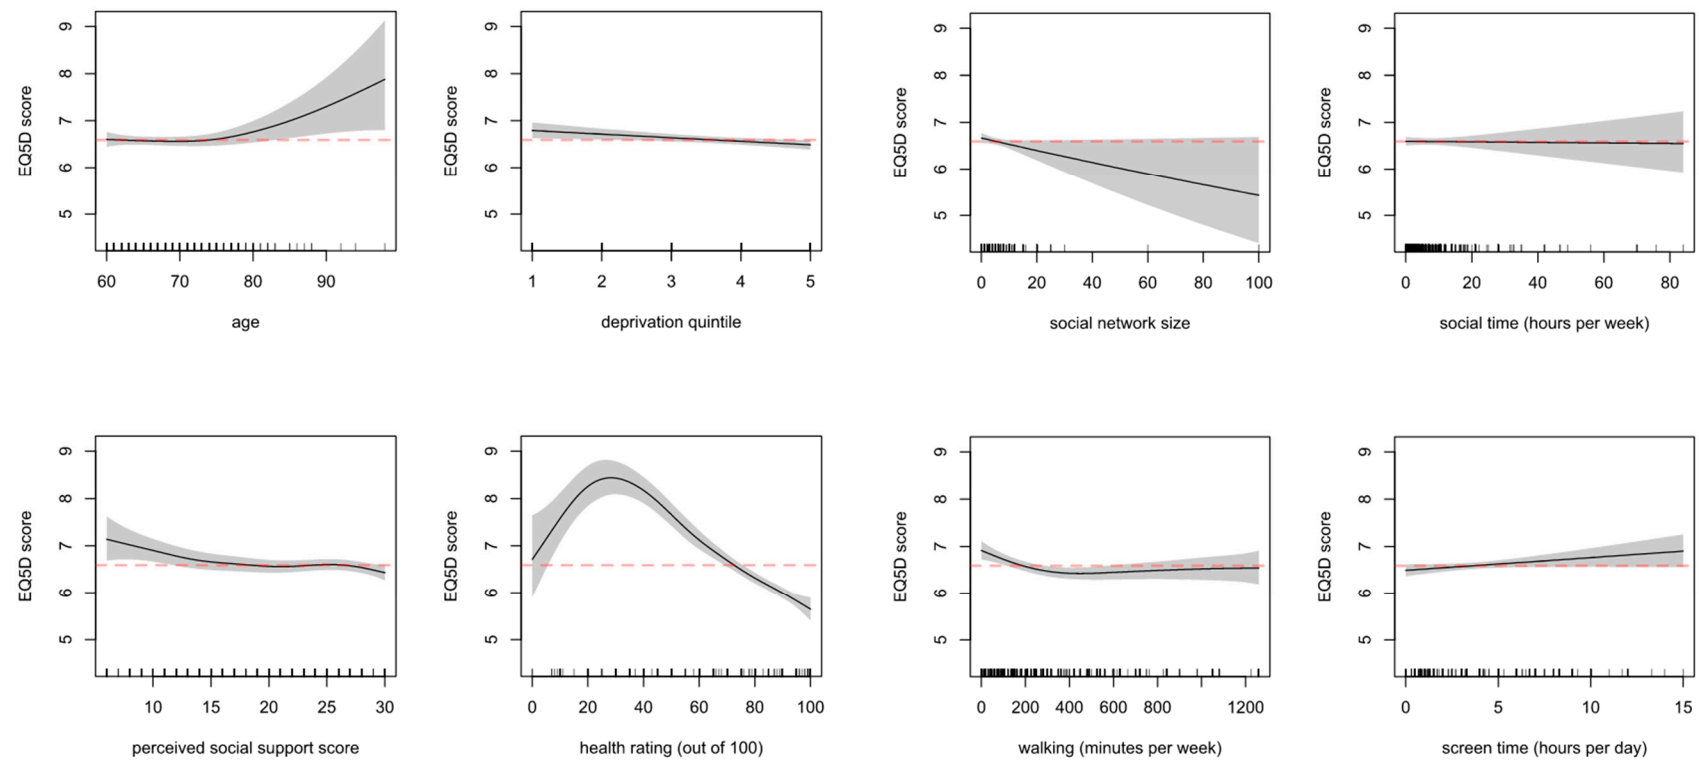 9
8
7
6
5
EQ5D score
60 70 80 90
age
9
8
7
6
5
EQ5D score
1 2 3 4 5
deprivation quintile
9
8
7
6
5
EQ5D score
0 20 40 60 80 100
social network size
9
8
7
6
5
EQ5D score
0 20 40 60 80
social time (hours per week)
9
8
7
6
5
EQ5D score
10 15 20 25 30
perceived social support score
9
8
7
6
5
EQ5D score
0 20 40 60 80 100
health rating (out of 100)
9
8
7
6
5
EQ5D score
0 200 400 600 800 1200
walking (minutes per week)
9
8
7
6
5
EQ5D score
0 5 10 15
screen time (hours per day)